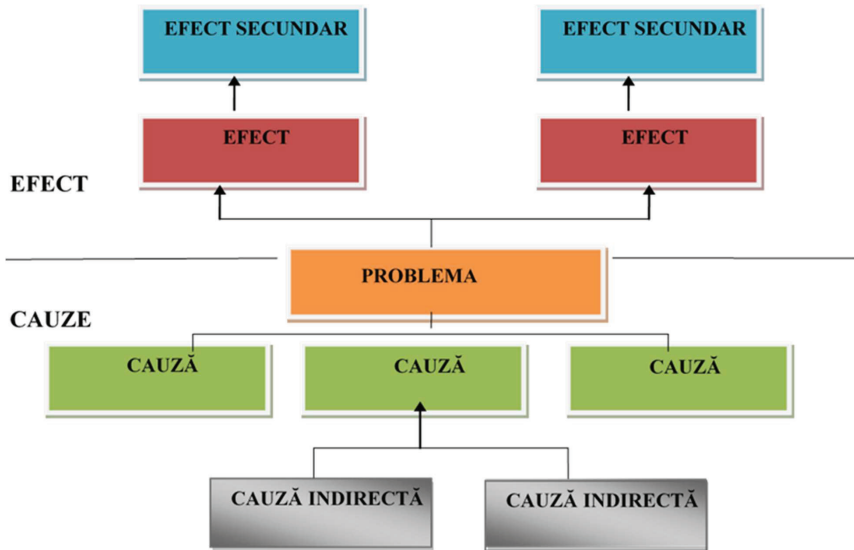 EFECT SECUNDAR
EFECT SECUNDAR
EFECT
EFECT
EFECT
PROBLEMA
CAUZE
CAUZĂ
CAUZĂ
CAUZĂ
CAUZĂ INDIRECTĂ
CAUZĂ INDIRECTĂ